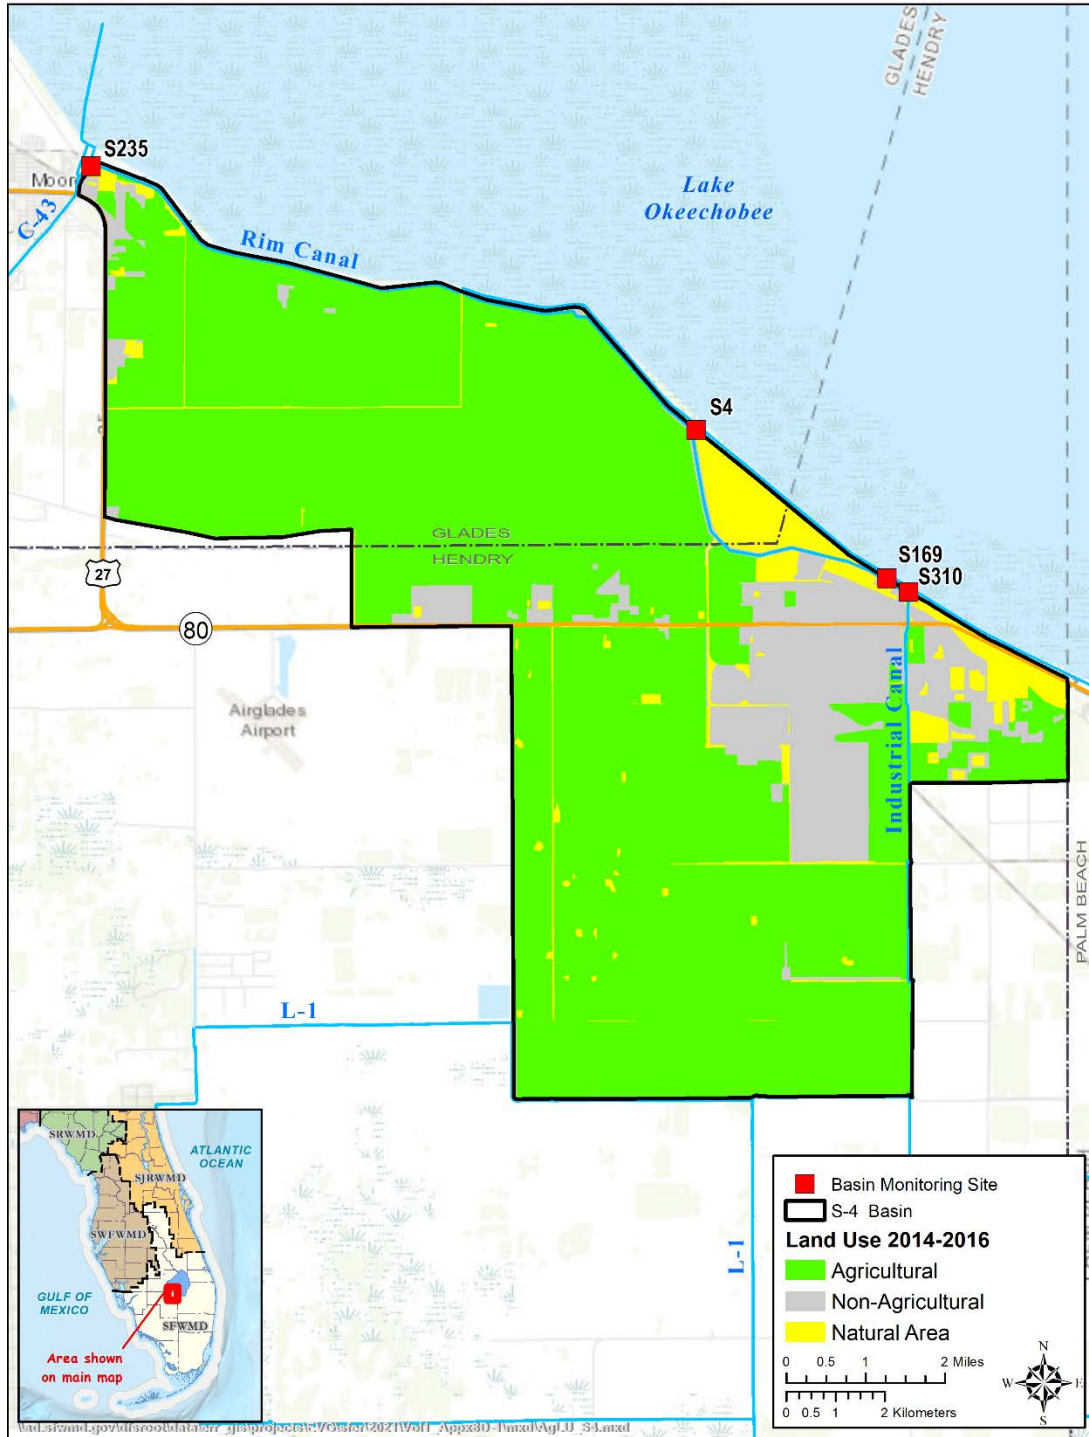 GLADES
HENDRY
S235
Moor
C-43
Lake
Okeechobee
Rim Canal
S4
GLADES
HENDRY
S169
S310
27
80
Industrial Canal
Airglades
Airport
PALM BEACH
L-1
L-1
SRWMD
SJRWMD
SWFWMD
SFWMD
ATLANTIC
OCEAN
GULF OF
MEXICO
Area shown
on main map
Basin Monitoring Site
S-4 Basin
Land Use 2014-2016
Agricultural
Non-Agricultural
Natural Area
0 0.5 1 2 Miles
0 0.5 1 2 Kilometers
N
W E
S